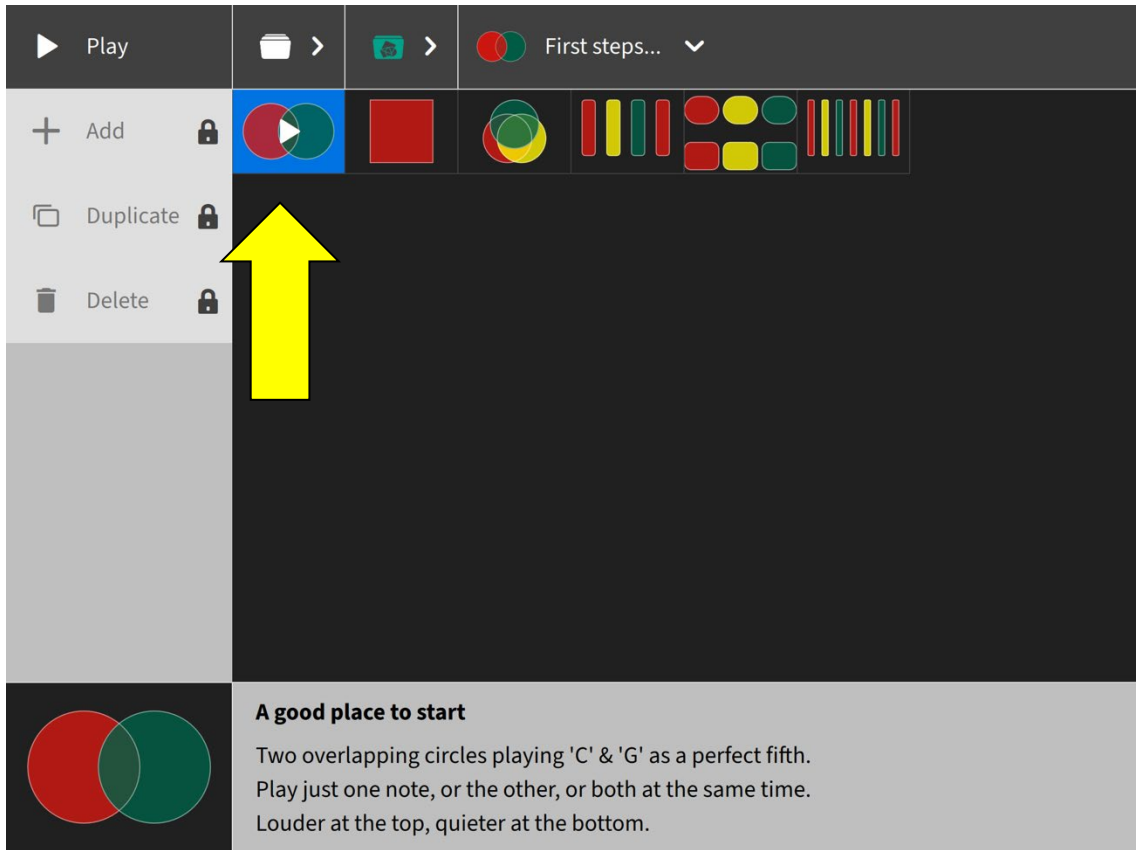 Play
First steps...
Add
Duplicate
Delete
A good place to start
Two overlapping circles playing 'C' & 'G' as a perfect fifth.
Play just one note, or the other, or both at the same time.
Louder at the top, quieter at the bottom.